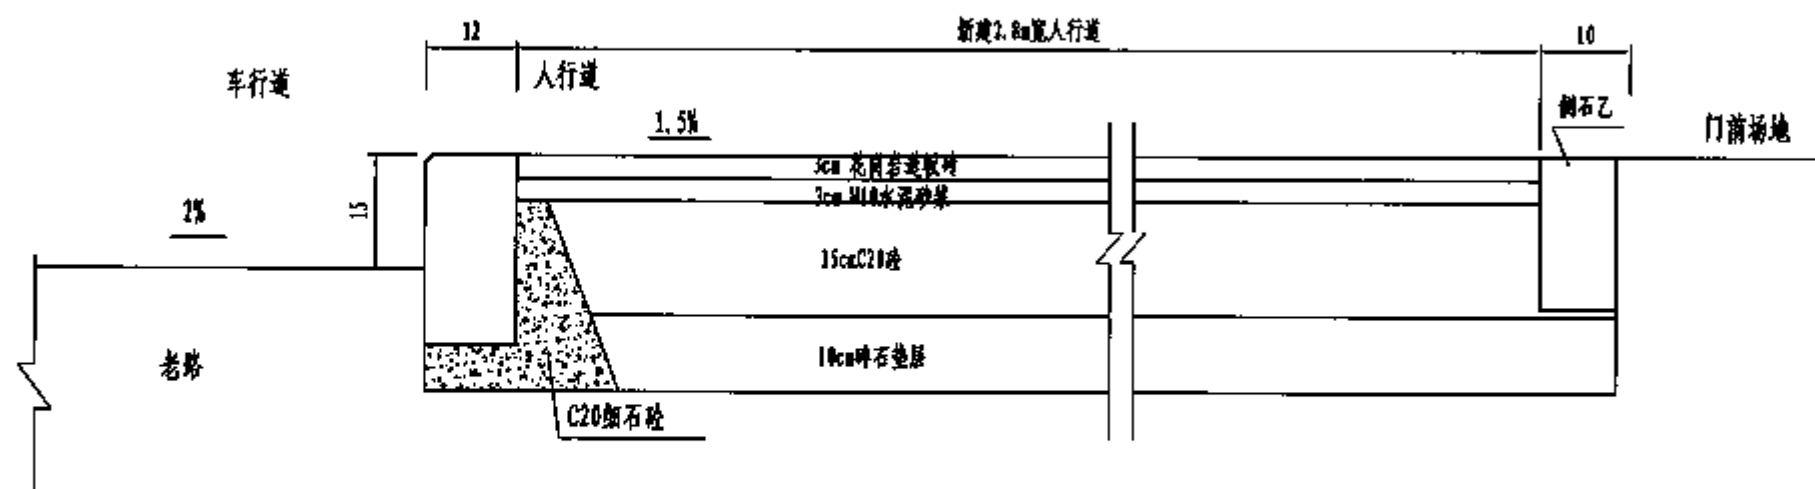 12
新建2.8m宽人行道
10
车行道
人行道
侧石乙
门前场地
1.5%
3cm 花岗岩道板砖
3cm M10水泥砂浆
2%
15
15cmC20砼
老路
10cm碎石垫层
C20细石砼